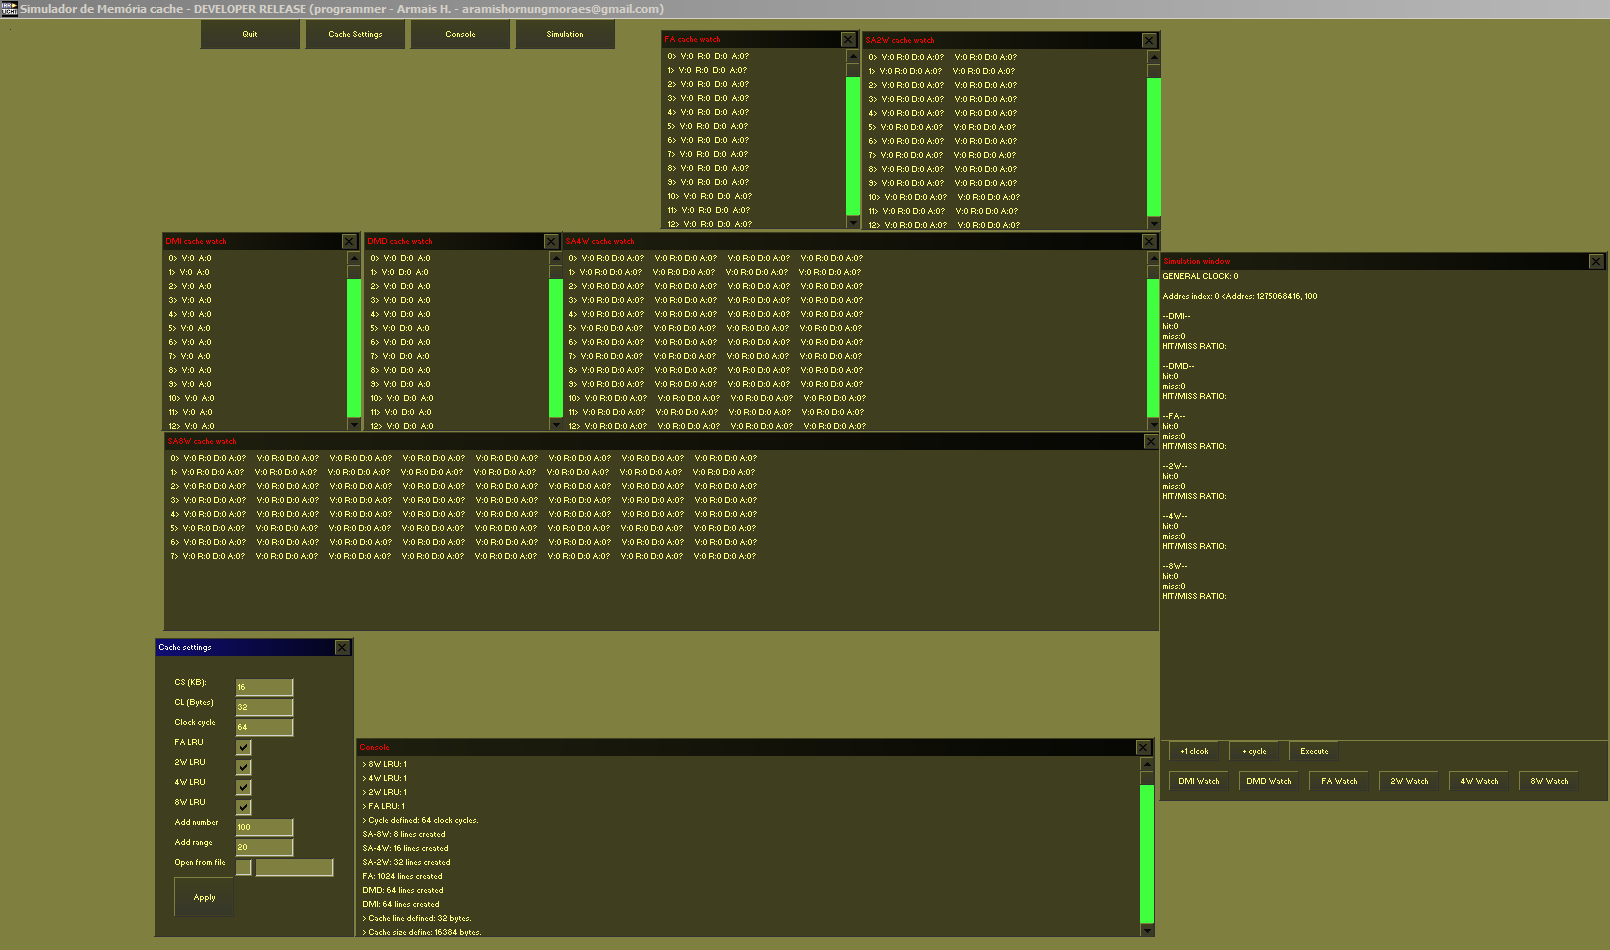 Simulador de Memória cache - DEVELOPER RELEASE (programmer - Armais H. - aramishornungmoraes@gmail.com)
Quit Cache Settings Console Simulation
FA cache watch
0> V:0 R:0 D:0 A:0?
1> V:0 R:0 D:0 A:0?
2> V:0 R:0 D:0 A:0?
3> V:0 R:0 D:0 A:0?
4> V:0 R:0 D:0 A:0?
5> V:0 R:0 D:0 A:0?
6> V:0 R:0 D:0 A:0?
7> V:0 R:0 D:0 A:0?
8> V:0 R:0 D:0 A:0?
9> V:0 R:0 D:0 A:0?
10> V:0 R:0 D:0 A:0?
11> V:0 R:0 D:0 A:0?
12> V:0 R:0 D:0 A:0?
SA2W cache watch
0> V:0 R:0 D:0 A:0? V:0 R:0 D:0 A:0?
1> V:0 R:0 D:0 A:0? V:0 R:0 D:0 A:0?
2> V:0 R:0 D:0 A:0? V:0 R:0 D:0 A:0?
3> V:0 R:0 D:0 A:0? V:0 R:0 D:0 A:0?
4> V:0 R:0 D:0 A:0? V:0 R:0 D:0 A:0?
5> V:0 R:0 D:0 A:0? V:0 R:0 D:0 A:0?
6> V:0 R:0 D:0 A:0? V:0 R:0 D:0 A:0?
7> V:0 R:0 D:0 A:0? V:0 R:0 D:0 A:0?
8> V:0 R:0 D:0 A:0? V:0 R:0 D:0 A:0?
9> V:0 R:0 D:0 A:0? V:0 R:0 D:0 A:0?
10> V:0 R:0 D:0 A:0? V:0 R:0 D:0 A:0?
11> V:0 R:0 D:0 A:0? V:0 R:0 D:0 A:0?
12> V:0 R:0 D:0 A:0? V:0 R:0 D:0 A:0?
DMI cache watch
0> V:0 A:0
1> V:0 A:0
2> V:0 A:0
3> V:0 A:0
4> V:0 A:0
5> V:0 A:0
6> V:0 A:0
7> V:0 A:0
8> V:0 A:0
9> V:0 A:0
10> V:0 A:0
11> V:0 A:0
12> V:0 A:0
DMD cache watch
0> V:0 D:0 A:0
1> V:0 D:0 A:0
2> V:0 D:0 A:0
3> V:0 D:0 A:0
4> V:0 D:0 A:0
5> V:0 D:0 A:0
6> V:0 D:0 A:0
7> V:0 D:0 A:0
8> V:0 D:0 A:0
9> V:0 D:0 A:0
10> V:0 D:0 A:0
11> V:0 D:0 A:0
12> V:0 D:0 A:0
SA4W cache watch
0> V:0 R:0 D:0 A:0? V:0 R:0 D:0 A:0? V:0 R:0 D:0 A:0? V:0 R:0 D:0 A:0?
1> V:0 R:0 D:0 A:0? V:0 R:0 D:0 A:0? V:0 R:0 D:0 A:0? V:0 R:0 D:0 A:0?
2> V:0 R:0 D:0 A:0? V:0 R:0 D:0 A:0? V:0 R:0 D:0 A:0? V:0 R:0 D:0 A:0?
3> V:0 R:0 D:0 A:0? V:0 R:0 D:0 A:0? V:0 R:0 D:0 A:0? V:0 R:0 D:0 A:0?
4> V:0 R:0 D:0 A:0? V:0 R:0 D:0 A:0? V:0 R:0 D:0 A:0? V:0 R:0 D:0 A:0?
5> V:0 R:0 D:0 A:0? V:0 R:0 D:0 A:0? V:0 R:0 D:0 A:0? V:0 R:0 D:0 A:0?
6> V:0 R:0 D:0 A:0? V:0 R:0 D:0 A:0? V:0 R:0 D:0 A:0? V:0 R:0 D:0 A:0?
7> V:0 R:0 D:0 A:0? V:0 R:0 D:0 A:0? V:0 R:0 D:0 A:0? V:0 R:0 D:0 A:0?
8> V:0 R:0 D:0 A:0? V:0 R:0 D:0 A:0? V:0 R:0 D:0 A:0? V:0 R:0 D:0 A:0?
9> V:0 R:0 D:0 A:0? V:0 R:0 D:0 A:0? V:0 R:0 D:0 A:0? V:0 R:0 D:0 A:0?
10> V:0 R:0 D:0 A:0? V:0 R:0 D:0 A:0? V:0 R:0 D:0 A:0? V:0 R:0 D:0 A:0?
11> V:0 R:0 D:0 A:0? V:0 R:0 D:0 A:0? V:0 R:0 D:0 A:0? V:0 R:0 D:0 A:0?
12> V:0 R:0 D:0 A:0? V:0 R:0 D:0 A:0? V:0 R:0 D:0 A:0? V:0 R:0 D:0 A:0?
SA8W cache watch
0> V:0 R:0 D:0 A:0? V:0 R:0 D:0 A:0? V:0 R:0 D:0 A:0? V:0 R:0 D:0 A:0? V:0 R:0 D:0 A:0? V:0 R:0 D:0 A:0? V:0 R:0 D:0 A:0? V:0 R:0 D:0 A:0?
1> V:0 R:0 D:0 A:0? V:0 R:0 D:0 A:0? V:0 R:0 D:0 A:0? V:0 R:0 D:0 A:0? V:0 R:0 D:0 A:0? V:0 R:0 D:0 A:0? V:0 R:0 D:0 A:0? V:0 R:0 D:0 A:0?
2> V:0 R:0 D:0 A:0? V:0 R:0 D:0 A:0? V:0 R:0 D:0 A:0? V:0 R:0 D:0 A:0? V:0 R:0 D:0 A:0? V:0 R:0 D:0 A:0? V:0 R:0 D:0 A:0? V:0 R:0 D:0 A:0?
3> V:0 R:0 D:0 A:0? V:0 R:0 D:0 A:0? V:0 R:0 D:0 A:0? V:0 R:0 D:0 A:0? V:0 R:0 D:0 A:0? V:0 R:0 D:0 A:0? V:0 R:0 D:0 A:0? V:0 R:0 D:0 A:0?
4> V:0 R:0 D:0 A:0? V:0 R:0 D:0 A:0? V:0 R:0 D:0 A:0? V:0 R:0 D:0 A:0? V:0 R:0 D:0 A:0? V:0 R:0 D:0 A:0? V:0 R:0 D:0 A:0? V:0 R:0 D:0 A:0?
5> V:0 R:0 D:0 A:0? V:0 R:0 D:0 A:0? V:0 R:0 D:0 A:0? V:0 R:0 D:0 A:0? V:0 R:0 D:0 A:0? V:0 R:0 D:0 A:0? V:0 R:0 D:0 A:0? V:0 R:0 D:0 A:0?
6> V:0 R:0 D:0 A:0? V:0 R:0 D:0 A:0? V:0 R:0 D:0 A:0? V:0 R:0 D:0 A:0? V:0 R:0 D:0 A:0? V:0 R:0 D:0 A:0? V:0 R:0 D:0 A:0? V:0 R:0 D:0 A:0?
7> V:0 R:0 D:0 A:0? V:0 R:0 D:0 A:0? V:0 R:0 D:0 A:0? V:0 R:0 D:0 A:0? V:0 R:0 D:0 A:0? V:0 R:0 D:0 A:0? V:0 R:0 D:0 A:0? V:0 R:0 D:0 A:0?
Simulation window
GENERAL CLOCK: 0
Addres index: 0 <Addres: 1275068416, 100
--DMI--
hit:0
miss:0
HIT/MISS RATIO:
--DMD--
hit:0
miss:0
HIT/MISS RATIO:
--FA--
hit:0
miss:0
HIT/MISS RATIO:
--2W--
hit:0
miss:0
HIT/MISS RATIO:
--4W--
hit:0
miss:0
HIT/MISS RATIO:
--8W--
hit:0
miss:0
HIT/MISS RATIO:
+1 clock + cycle Execute
DMI Watch DMD Watch FA Watch 2W Watch 4W Watch 8W Watch
Cache settings
CS (KB): 16
CL (Bytes) 32
Clock cycle 64
FA LRU
2W LRU
4W LRU
8W LRU
Add number 100
Add range 20
Open from file
Apply
Console
> 8W LRU: 1
> 4W LRU: 1
> 2W LRU: 1
> FA LRU: 1
> Cycle defined: 64 clock cycles.
SA-8W: 8 lines created
SA-4W: 16 lines created
SA-2W: 32 lines created
FA: 1024 lines created
DMD: 64 lines created
DMI: 64 lines created
> Cache line defined: 32 bytes.
> Cache size define: 16384 bytes.